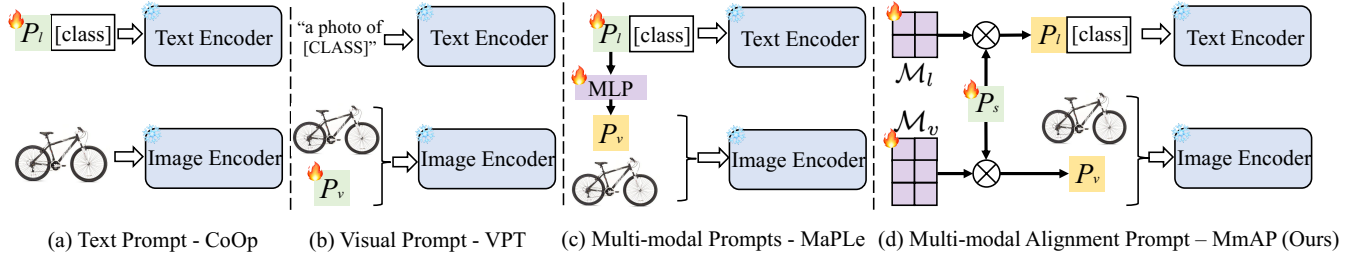 P_l [class] Text Encoder
Image Encoder
P_v
(a) Text Prompt - CoOp
“a photo of
[CLASS]”
Text Encoder
Image Encoder
P_v
(b) Visual Prompt - VPT
P_l [class] Text Encoder
MLP
P_v
Image Encoder
(c) Multi-modal Prompts - MaPLe
P_l [class] Text Encoder
M_l
P_s
M_v
Image Encoder
P_v
(d) Multi-modal Alignment Prompt – MmAP (Ours)